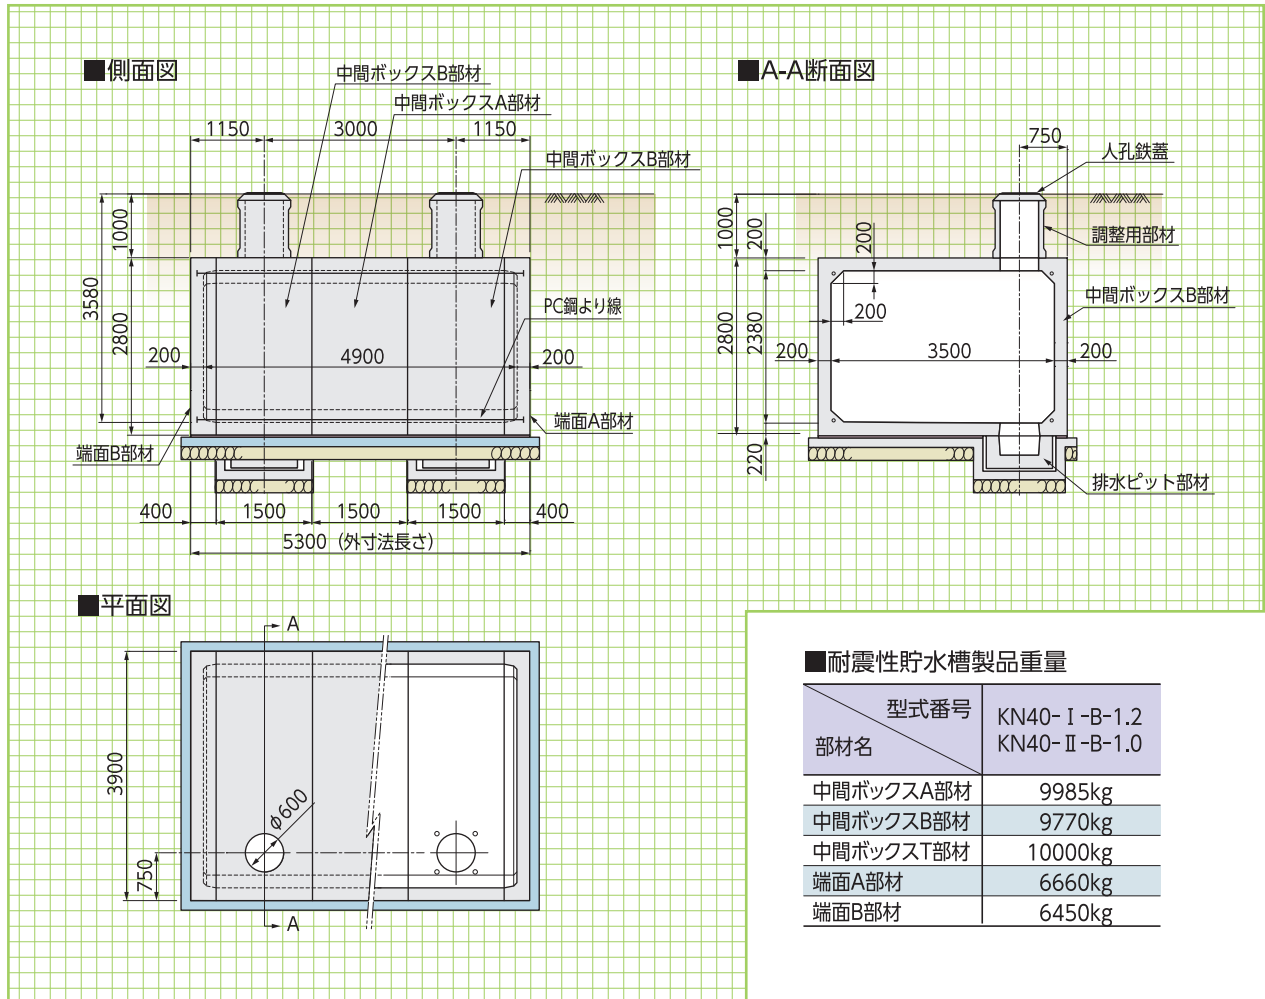 ■側面図
中間ボックスB部材
中間ボックスA部材
1150
3000
1150
中間ボックスB部材
1000
3580
2800
PC鋼より線
200
4900
200
端面A部材
端面B部材
400
1500
1500
1500
400
5300（外寸法長さ）
■A-A断面図
750
人孔鉄蓋
1000
200
200
調整用部材
中間ボックスB部材
200
2800
2380
200
3500
200
220
排水ピット部材
■平面図
A
3900
φ600
750
A
■耐震性貯水槽製品重量
型式番号
部材名
KN40-Ⅰ-B-1.2
KN40-Ⅱ-B-1.0
中間ボックスA部材 9985kg
中間ボックスB部材 9770kg
中間ボックスT部材 10000kg
端面A部材 6660kg
端面B部材 6450kg